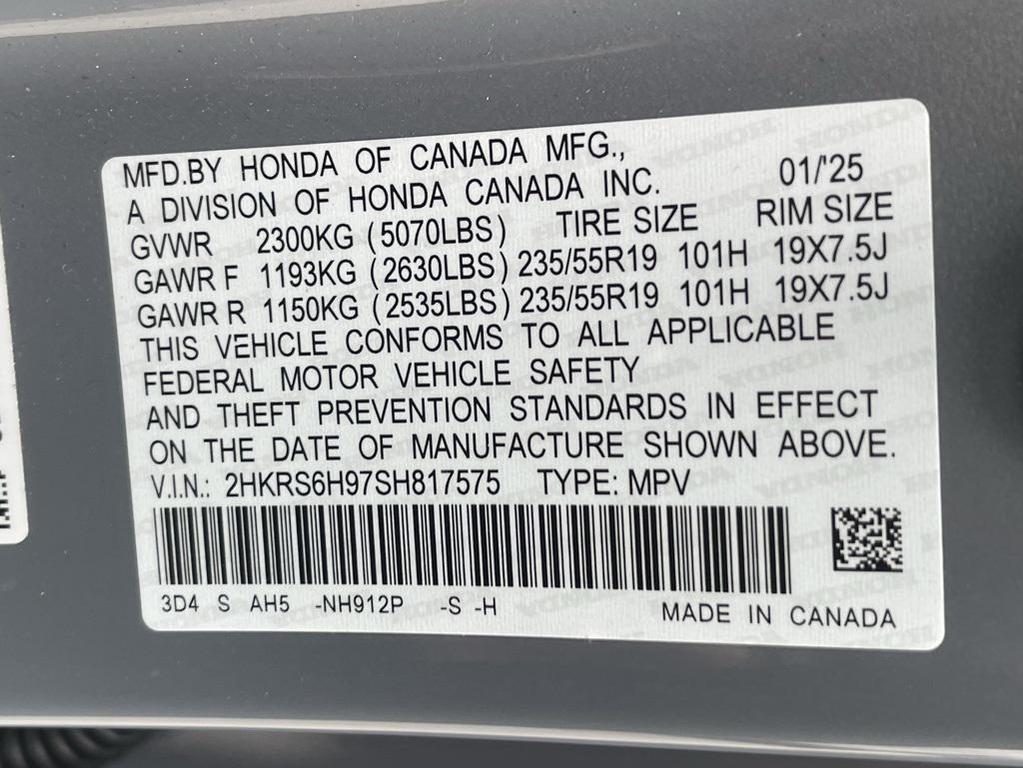 MFD.BY HONDA OF CANADA MFG.,
A DIVISION OF HONDA CANADA INC. 01/'25
GVWR 2300KG (5070LBS) TIRE SIZE RIM SIZE
GAWR F 1193KG (2630LBS) 235/55R19 101H 19X7.5J
GAWR R 1150KG (2535LBS) 235/55R19 101H 19X7.5J
THIS VEHICLE CONFORMS TO ALL APPLICABLE
FEDERAL MOTOR VEHICLE SAFETY
AND THEFT PREVENTION STANDARDS IN EFFECT
ON THE DATE OF MANUFACTURE SHOWN ABOVE.
V.I.N.: 2HKRS6H97SH817575 TYPE: MPV
3D4 S AH5 -NH912P -S -H MADE IN CANADA